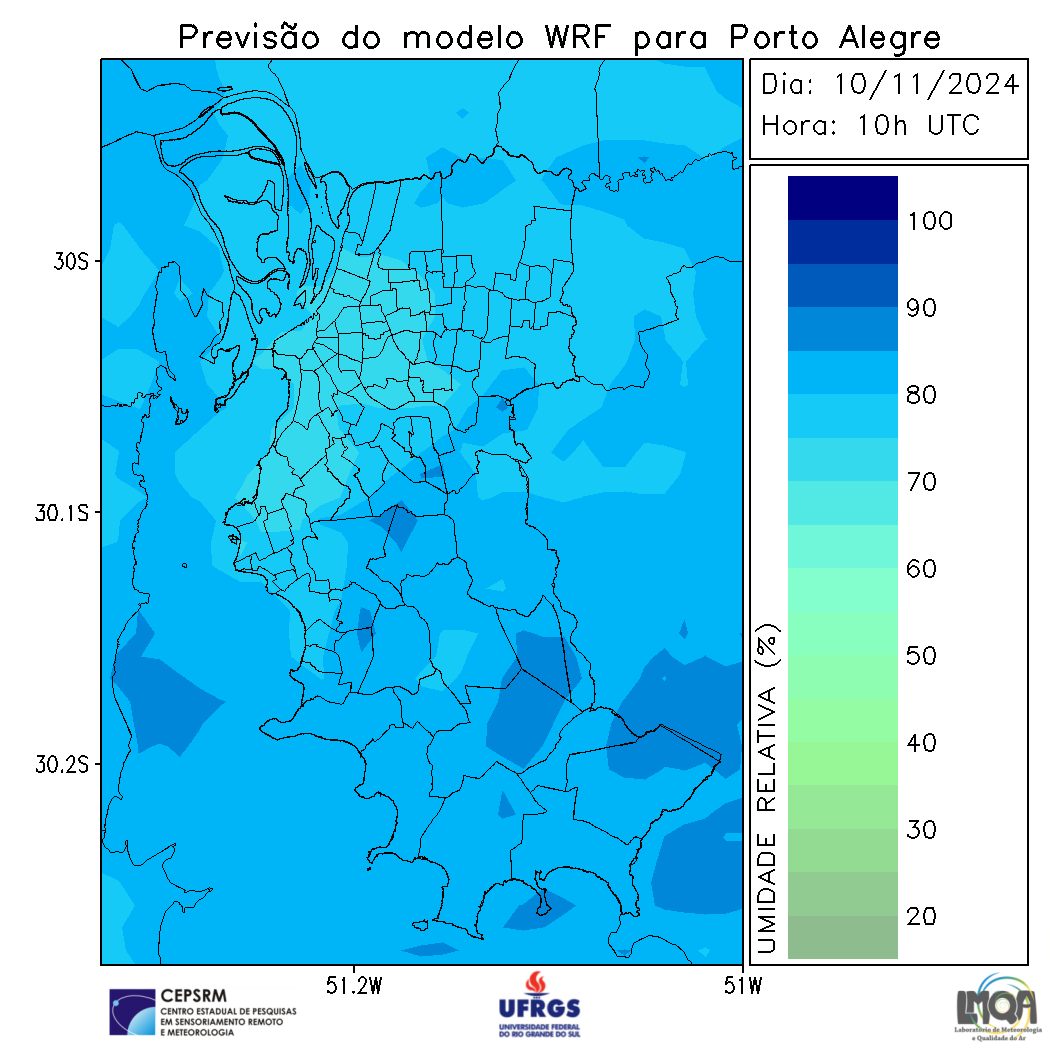 Previsão do modelo WRF para Porto Alegre
Dia: 10/11/2024
Hora: 10h UTC
30S
30.1S
30.2S
51.2W
51W
100
90
80
70
60
50
40
30
20
UMIDADE RELATIVA (%)
CEPSRM
CENTRO ESTADUAL DE PESQUISAS
EM SENSORIAMENTO REMOTO
E METEOROLOGIA
UFRGS
UNIVERSIDADE FEDERAL
DO RIO GRANDE DO SUL
LMQA
Laboratório de Meteorologia
e Qualidade do Ar